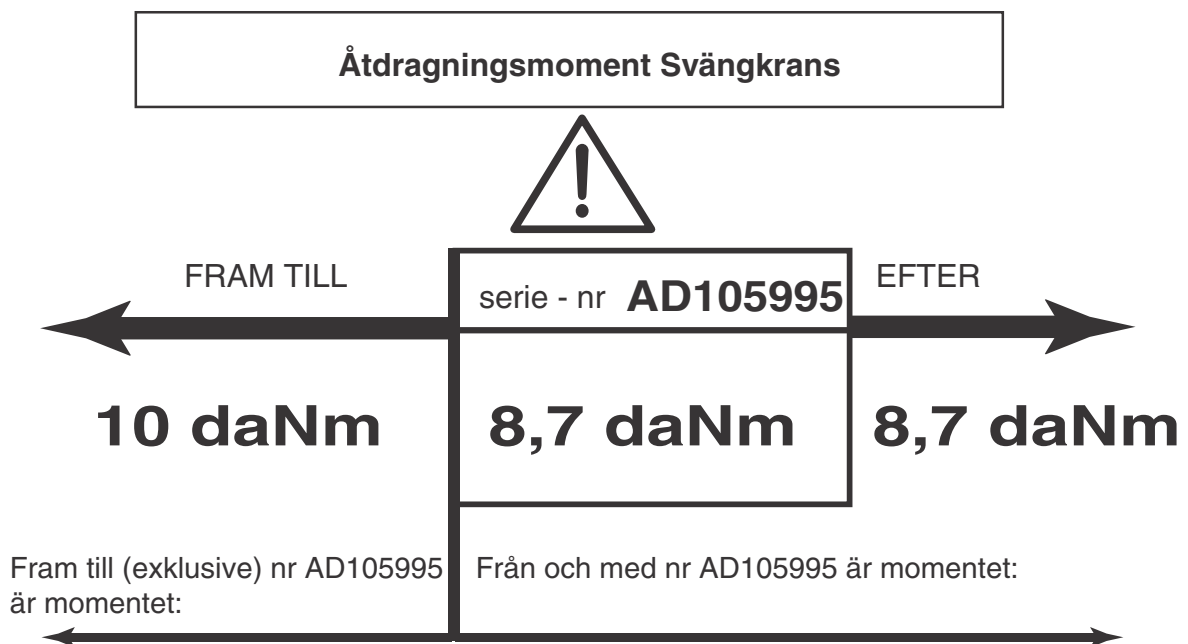 Åtdragningsmoment Svängkrans
FRAM TILL
serie - nr AD105995
EFTER
10 daNm
8,7 daNm
8,7 daNm
Fram till (exklusive) nr AD105995
är momentet:
Från och med nr AD105995 är momentet: